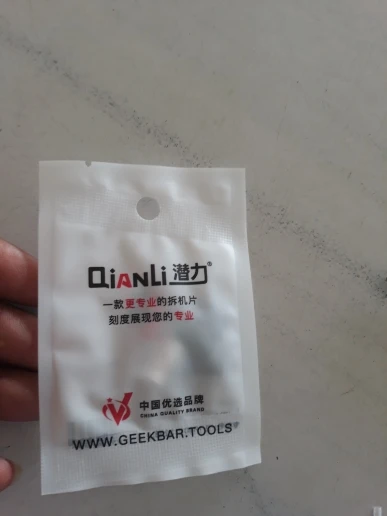 QiANLi 潜力®
一款更专业的拆机片
刻度展现您的专业
中国优选品牌
CHINA QUALITY BRAND
WWW.GEEKBAR.TOOLS